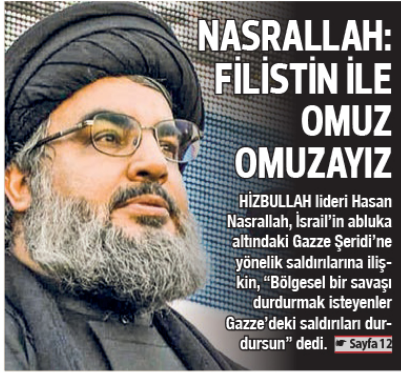 NASRALLAH:
FİLİSTİN İLE
OMUZ
OMUZAYIZ
HİZBULLAH lideri Hasan
Nasrallah, İsrail'in abluka
altındaki Gazze Şeridi'ne
yönelik saldırılarına iliş-
kin, "Bölgesel bir savaşı
durdurmak isteyenler
Gazze'deki saldırıları dur-
dursun" dedi. ☛ Sayfa 12